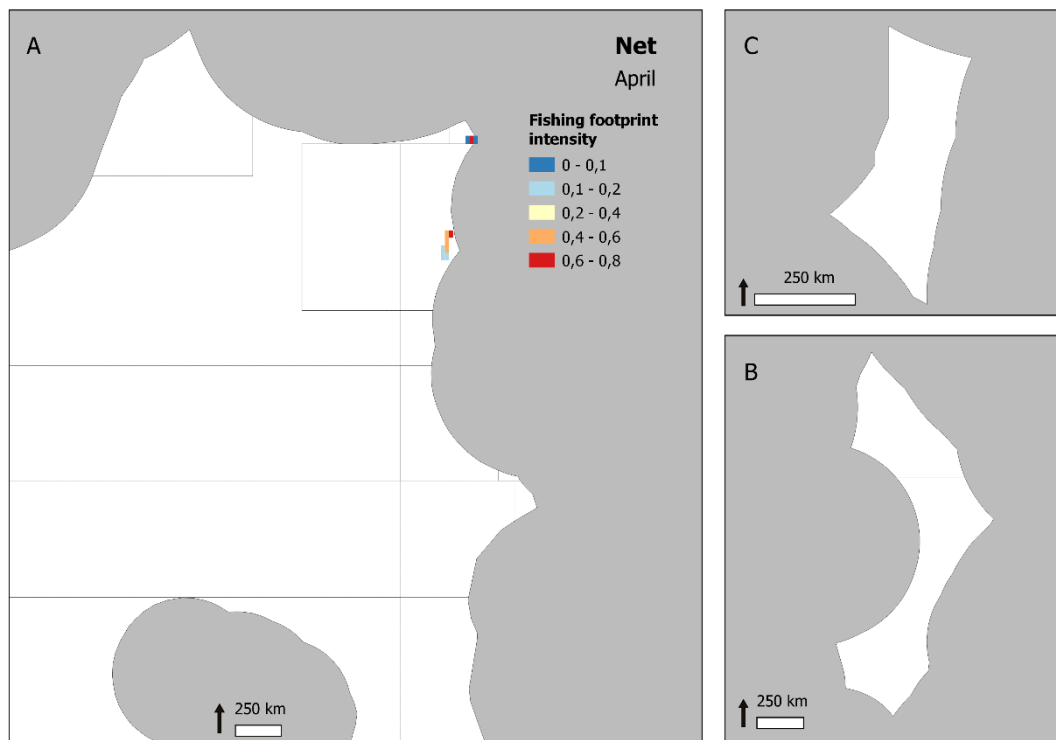 A
Net
April
Fishing footprint
intensity
0 - 0,1
0,1 - 0,2
0,2 - 0,4
0,4 - 0,6
0,6 - 0,8
250 km
C
250 km
B
250 km